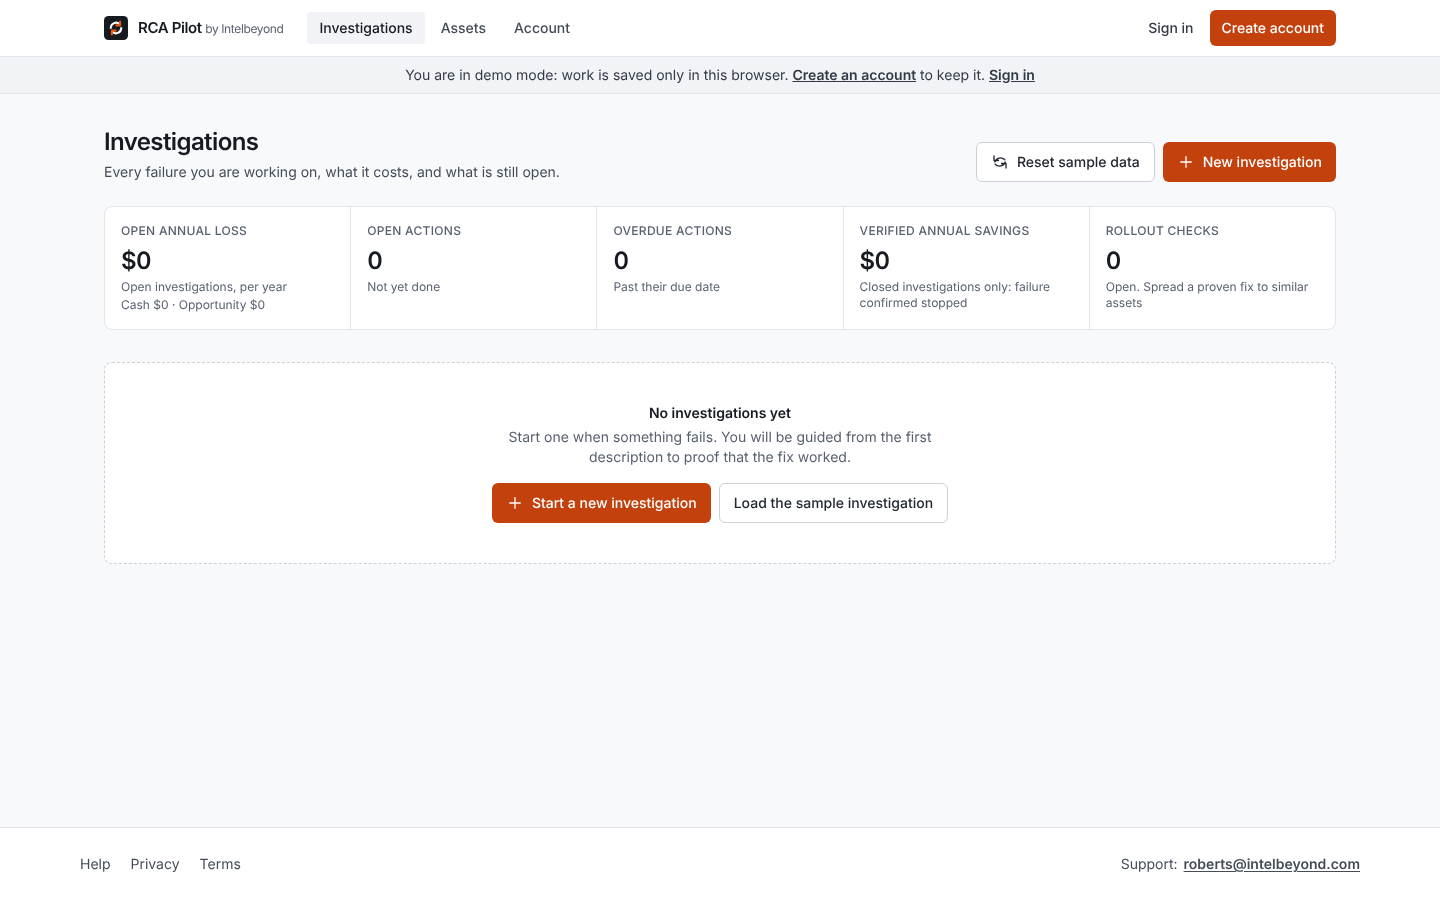 RCA Pilot by Intelbeyond
Investigations
Assets
Account
Sign in
Create account
You are in demo mode: work is saved only in this browser. Create an account to keep it. Sign in
Investigations
Every failure you are working on, what it costs, and what is still open.
Reset sample data
New investigation
OPEN ANNUAL LOSS
$0
Open investigations, per year
Cash $0 · Opportunity $0
OPEN ACTIONS
0
Not yet done
OVERDUE ACTIONS
0
Past their due date
VERIFIED ANNUAL SAVINGS
$0
Closed investigations only: failure
confirmed stopped
ROLLOUT CHECKS
0
Open. Spread a proven fix to similar
assets
No investigations yet
Start one when something fails. You will be guided from the first
description to proof that the fix worked.
Start a new investigation
Load the sample investigation
Help
Privacy
Terms
Support: roberts@intelbeyond.com